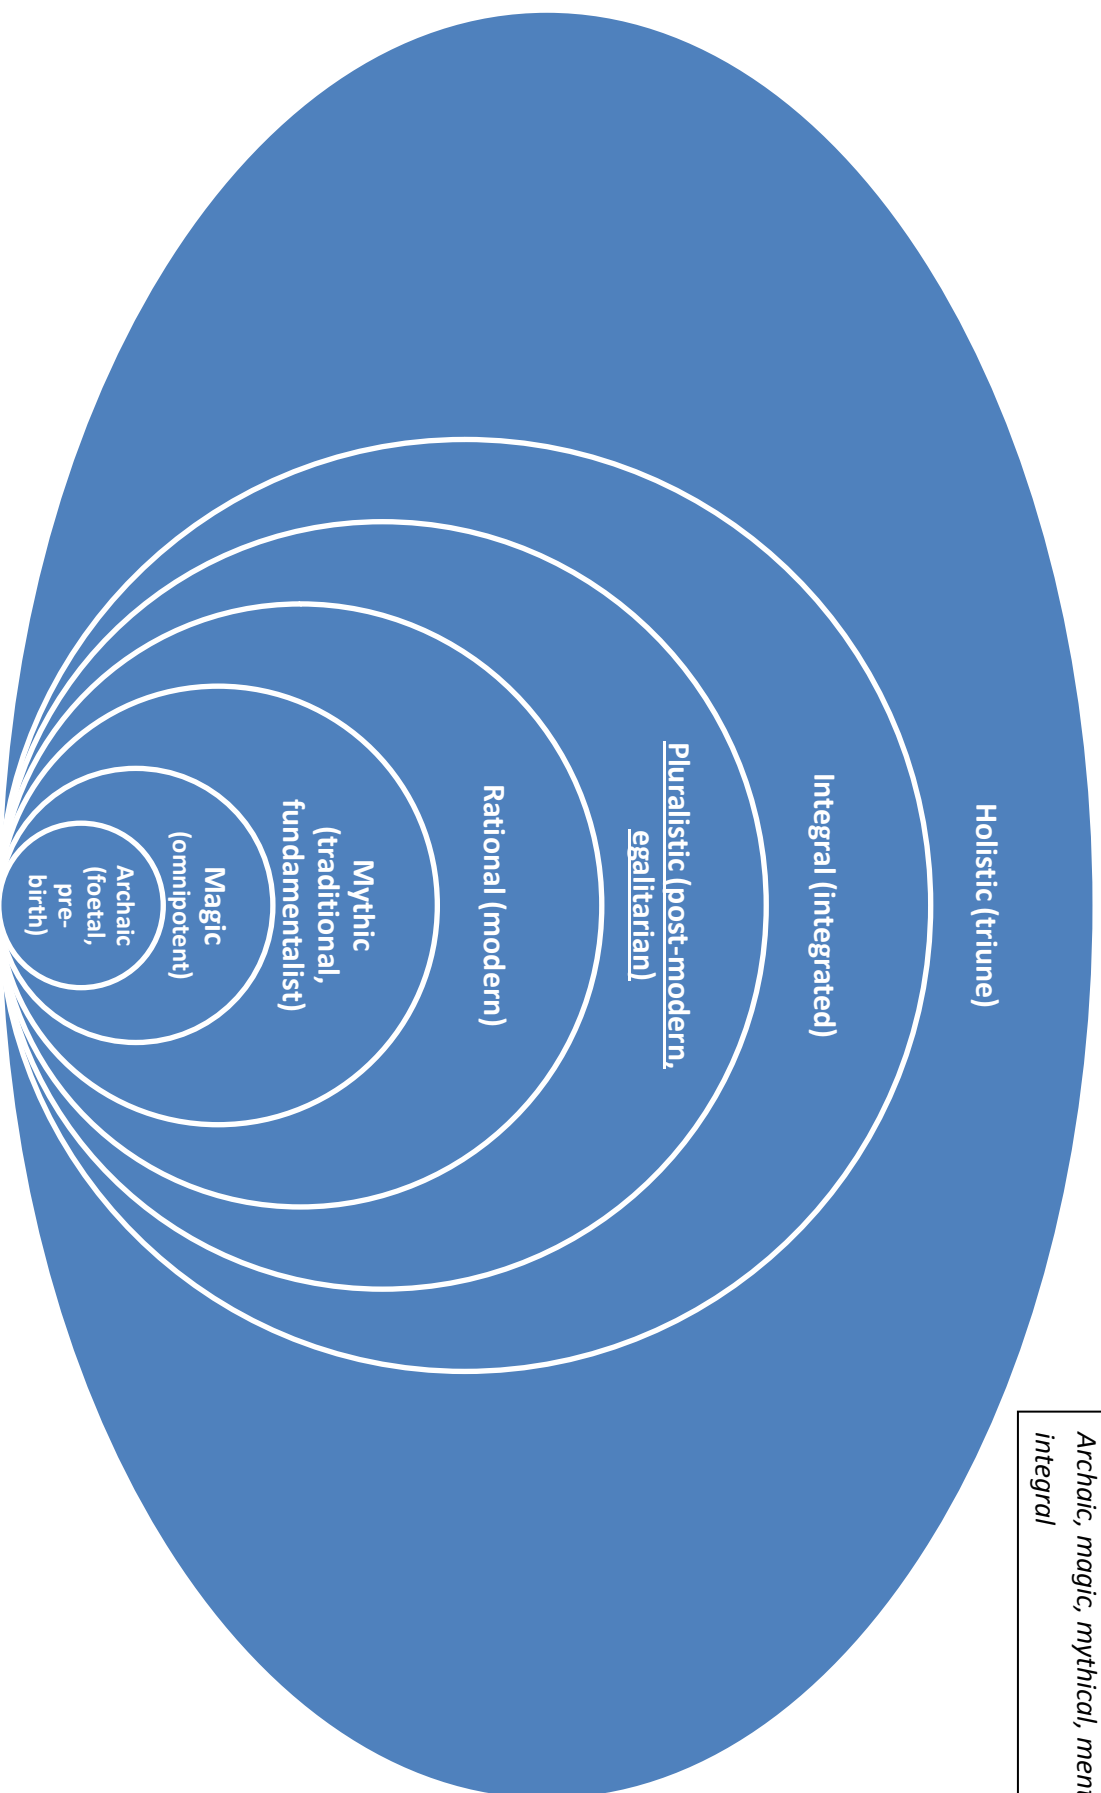 Holistic (triune)
Integral (integrated)
Pluralistic (post-modern,
egalitarian)
Rational (modern)
Mythic
(traditional,
fundamentalist)
Magic
(omnipotent)
Archaic
(foetal,
pre-
birth)
Archaic, magic, mythical,
integral